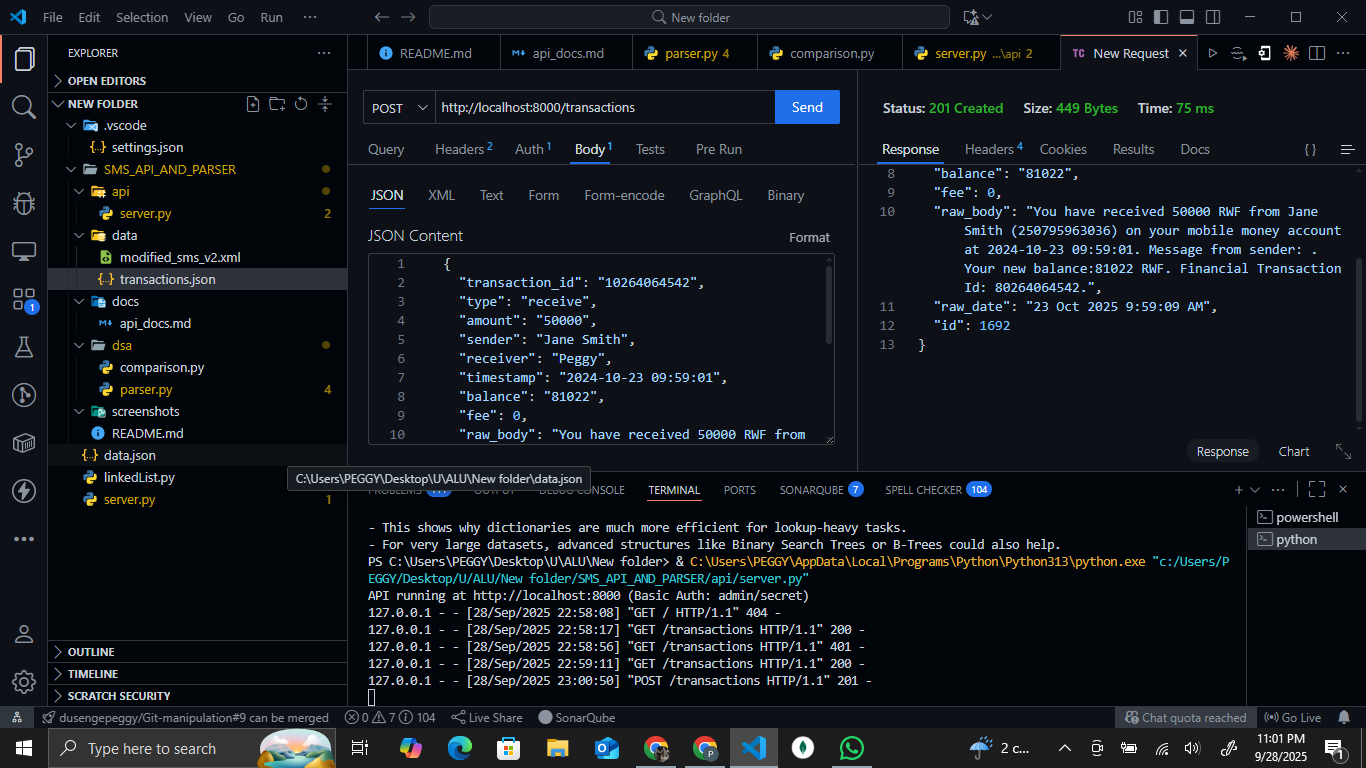 File Edit Selection View Go Run ··· New folder
EXPLORER ···
README.md
api_docs.md
parser.py 4
comparison.py
server.py ...\api 2
TC New Request
OPEN EDITORS
NEW FOLDER
.vscode
settings.json
SMS_API_AND_PARSER
api
server.py 2
data
modified_sms_v2.xml
transactions.json
docs
api_docs.md
dsa
comparison.py
parser.py 4
screenshots
README.md
data.json
linkedList.py
server.py 1
OUTLINE
TIMELINE
SCRATCH SECURITY
1
POST http://localhost:8000/transactions Send
Query Headers 2 Auth 1 Body 1 Tests Pre Run
JSON XML Text Form Form-encode GraphQL Binary
JSON Content Format
1 {
2 "transaction_id": "10264064542",
3 "type": "receive",
4 "amount": "50000",
5 "sender": "Jane Smith",
6 "receiver": "Peggy",
7 "timestamp": "2024-10-23 09:59:01",
8 "balance": "81022",
9 "fee": 0,
10 "raw_body": "You have received 50000 RWF from
Status: 201 Created Size: 449 Bytes Time: 75 ms
Response Headers 4 Cookies Results Docs { }
8 "balance": "81022",
9 "fee": 0,
10 "raw_body": "You have received 50000 RWF from Jane
Smith (250795963036) on your mobile money account
at 2024-10-23 09:59:01. Message from sender: .
Your new balance:81022 RWF. Financial Transaction
Id: 80264064542.",
11 "raw_date": "23 Oct 2025 9:59:09 AM",
12 "id": 1692
13 }
Response Chart
C:\Users\PEGGY\Desktop\U\ALU\New folder\data.json
CONSOLE TERMINAL PORTS SONARQUBE 7 SPELL CHECKER 104
- This shows why dictionaries are much more efficient for lookup-heavy tasks.
- For very large datasets, advanced structures like Binary Search Trees or B-Trees could also help.
PS C:\Users\PEGGY\Desktop\U\ALU\New folder> & C:\Users\PEGGY\AppData\Local\Programs\Python\Python313\python.exe "c:/Users/P
EGGY/Desktop/U/ALU/New folder/SMS_API_AND_PARSER/api/server.py"
API running at http://localhost:8000 (Basic Auth: admin/secret)
127.0.0.1 - - [28/Sep/2025 22:58:08] "GET / HTTP/1.1" 404 -
127.0.0.1 - - [28/Sep/2025 22:58:17] "GET /transactions HTTP/1.1" 200 -
127.0.0.1 - - [28/Sep/2025 22:58:56] "GET /transactions HTTP/1.1" 401 -
127.0.0.1 - - [28/Sep/2025 22:59:11] "GET /transactions HTTP/1.1" 200 -
127.0.0.1 - - [28/Sep/2025 23:00:50] "POST /transactions HTTP/1.1" 201 -
powershell
python
dusengepeggy/Git-manipulation#9 can be merged 0 7 104 Live Share SonarQube Chat quota reached Go Live
Type here to search 2 c... 11:01 PM
9/28/2025
1